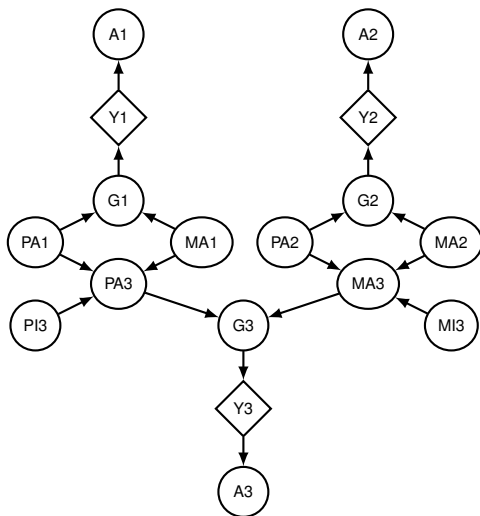 A1 A2
Y1 Y2
G1 G2
PA1 MA1 PA2 MA2
PA3 MA3
PI3 G3 MI3
Y3
A3